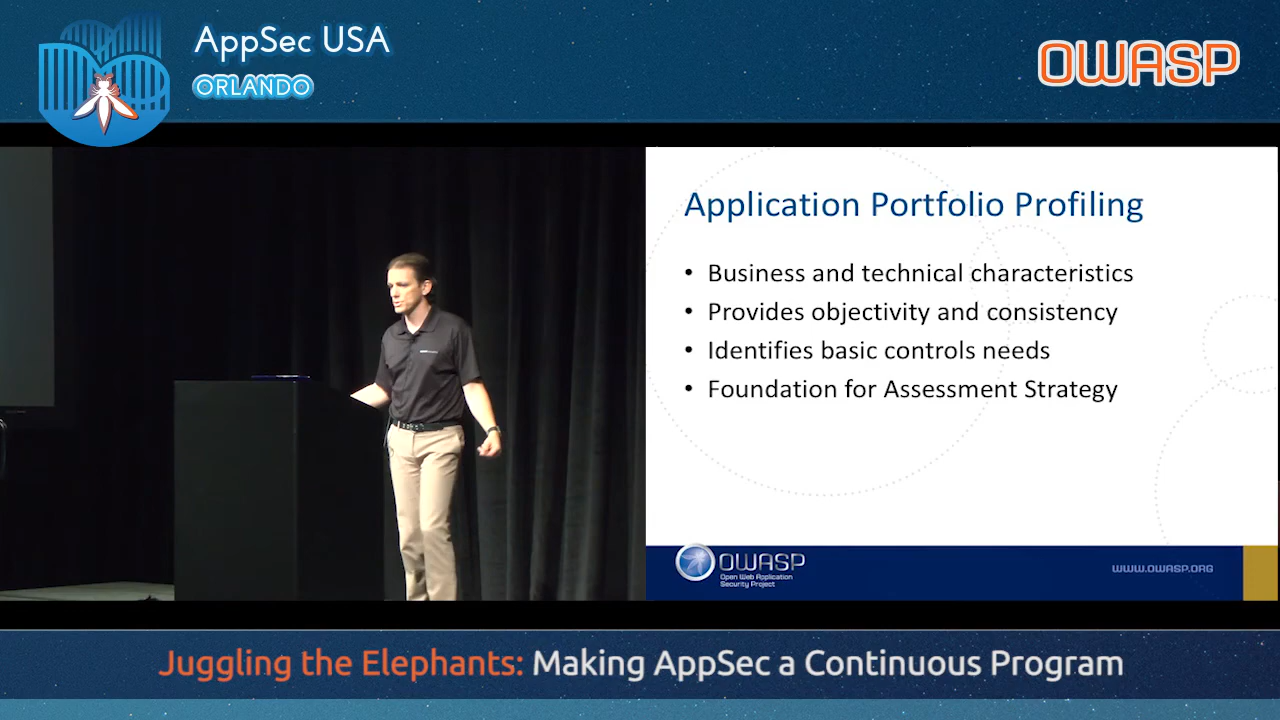 AppSec USA
ORLANDO
OWASP
Application Portfolio Profiling
• Business and technical characteristics
• Provides objectivity and consistency
• Identifies basic controls needs
• Foundation for Assessment Strategy
OWASP
Open Web Application
Security Project
WWW.OWASP.ORG
Juggling the Elephants: Making AppSec a Continuous Program